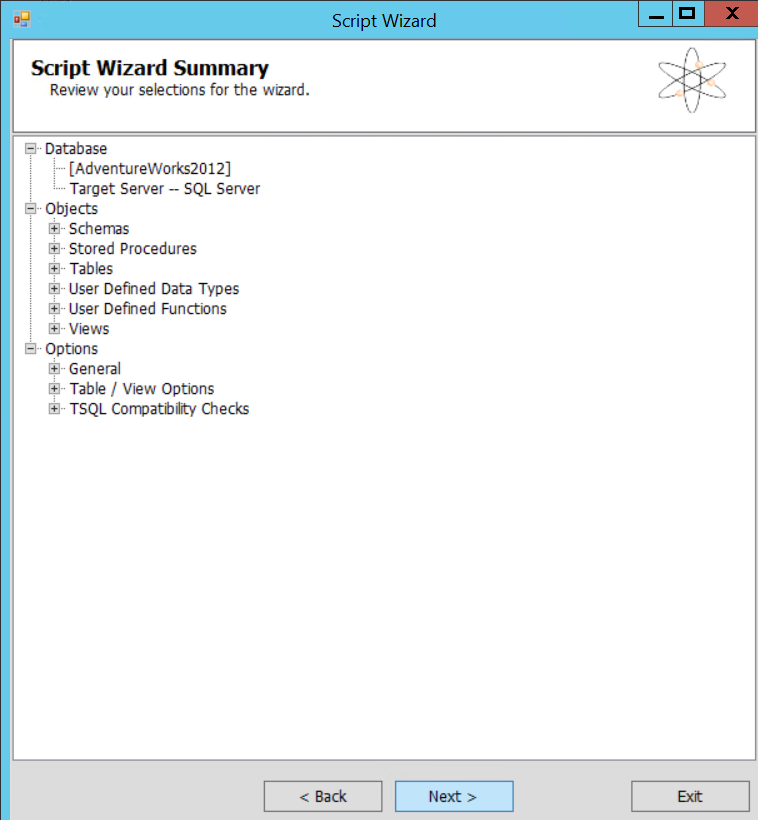 Script Wizard
Script Wizard Summary
Review your selections for the wizard.
Database
[AdventureWorks2012]
Target Server -- SQL Server
Objects
Schemas
Stored Procedures
Tables
User Defined Data Types
User Defined Functions
Views
Options
General
Table / View Options
TSQL Compatibility Checks
< Back
Next >
Exit